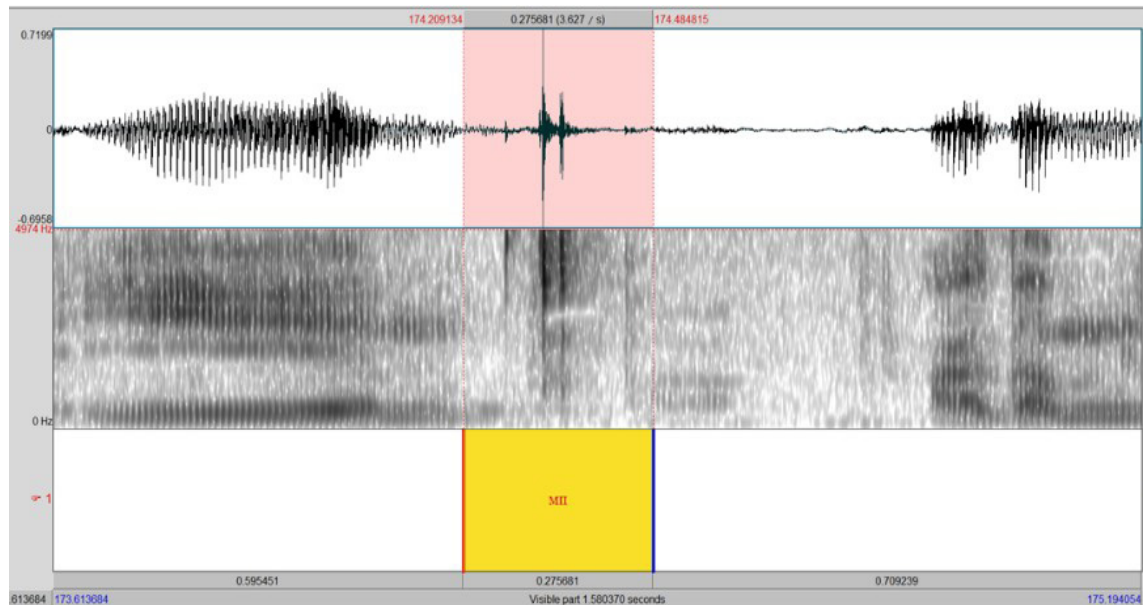 174.209134 0.275681 (3.627 / s) 174.484815
0.7199
0
-0.6958
4974 Hz
0 Hz
1
МП
0.595451 0.275681 0.709239
613684 173.613684 Visible part 1.580370 seconds 175.194054